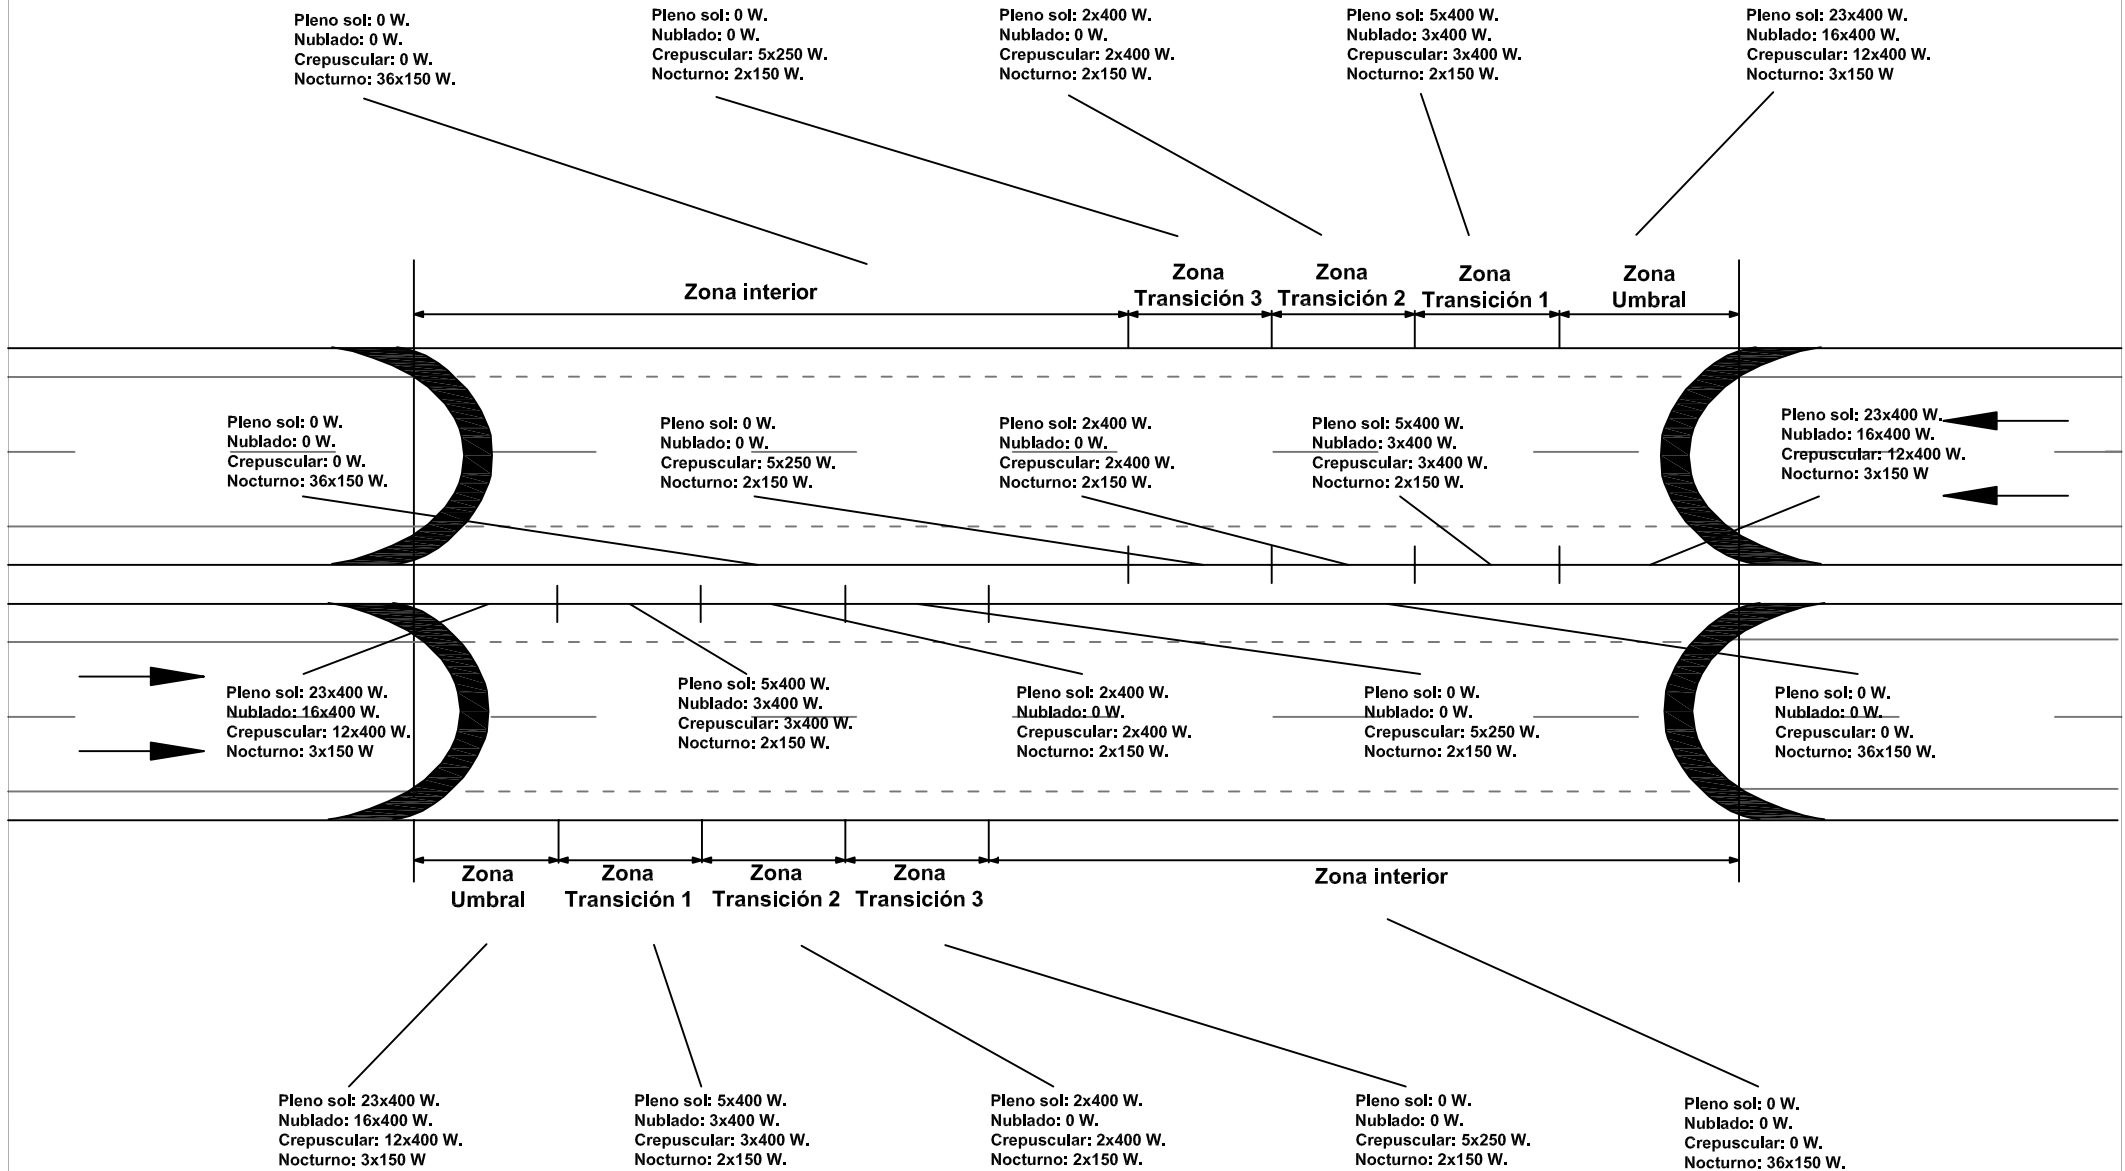 Pleno sol: 0 W.
Nublado: 0 W.
Crepuscular: 0 W.
Nocturno: 36x150 W.
Pleno sol: 0 W.
Nublado: 0 W.
Crepuscular: 5x250 W.
Nocturno: 2x150 W.
Pleno sol: 2x400 W.
Nublado: 0 W.
Crepuscular: 2x400 W.
Nocturno: 2x150 W.
Pleno sol: 5x400 W.
Nublado: 3x400 W.
Crepuscular: 3x400 W.
Nocturno: 2x150 W.
Pleno sol: 23x400 W.
Nublado: 16x400 W.
Crepuscular: 12x400 W.
Nocturno: 3x150 W
Zona interior
Zona
Transición 3
Zona
Transición 2
Zona
Transición 1
Zona
Umbral
Pleno sol: 0 W.
Nublado: 0 W.
Crepuscular: 0 W.
Nocturno: 36x150 W.
Pleno sol: 0 W.
Nublado: 0 W.
Crepuscular: 5x250 W.
Nocturno: 2x150 W.
Pleno sol: 2x400 W.
Nublado: 0 W.
Crepuscular: 2x400 W.
Nocturno: 2x150 W.
Pleno sol: 5x400 W.
Nublado: 3x400 W.
Crepuscular: 3x400 W.
Nocturno: 2x150 W.
Pleno sol: 23x400 W.
Nublado: 16x400 W.
Crepuscular: 12x400 W.
Nocturno: 3x150 W
Pleno sol: 23x400 W.
Nublado: 16x400 W.
Crepuscular: 12x400 W.
Nocturno: 3x150 W
Pleno sol: 5x400 W.
Nublado: 3x400 W.
Crepuscular: 3x400 W.
Nocturno: 2x150 W.
Pleno sol: 2x400 W.
Nublado: 0 W.
Crepuscular: 2x400 W.
Nocturno: 2x150 W.
Pleno sol: 0 W.
Nublado: 0 W.
Crepuscular: 5x250 W.
Nocturno: 2x150 W.
Pleno sol: 0 W.
Nublado: 0 W.
Crepuscular: 0 W.
Nocturno: 36x150 W.
Zona
Umbral
Zona
Transición 1
Zona
Transición 2
Zona
Transición 3
Zona interior
Pleno sol: 23x400 W.
Nublado: 16x400 W.
Crepuscular: 12x400 W.
Nocturno: 3x150 W
Pleno sol: 5x400 W.
Nublado: 3x400 W.
Crepuscular: 3x400 W.
Nocturno: 2x150 W.
Pleno sol: 2x400 W.
Nublado: 0 W.
Crepuscular: 2x400 W.
Nocturno: 2x150 W.
Pleno sol: 0 W.
Nublado: 0 W.
Crepuscular: 5x250 W.
Nocturno: 2x150 W.
Pleno sol: 0 W.
Nublado: 0 W.
Crepuscular: 0 W.
Nocturno: 36x150 W.